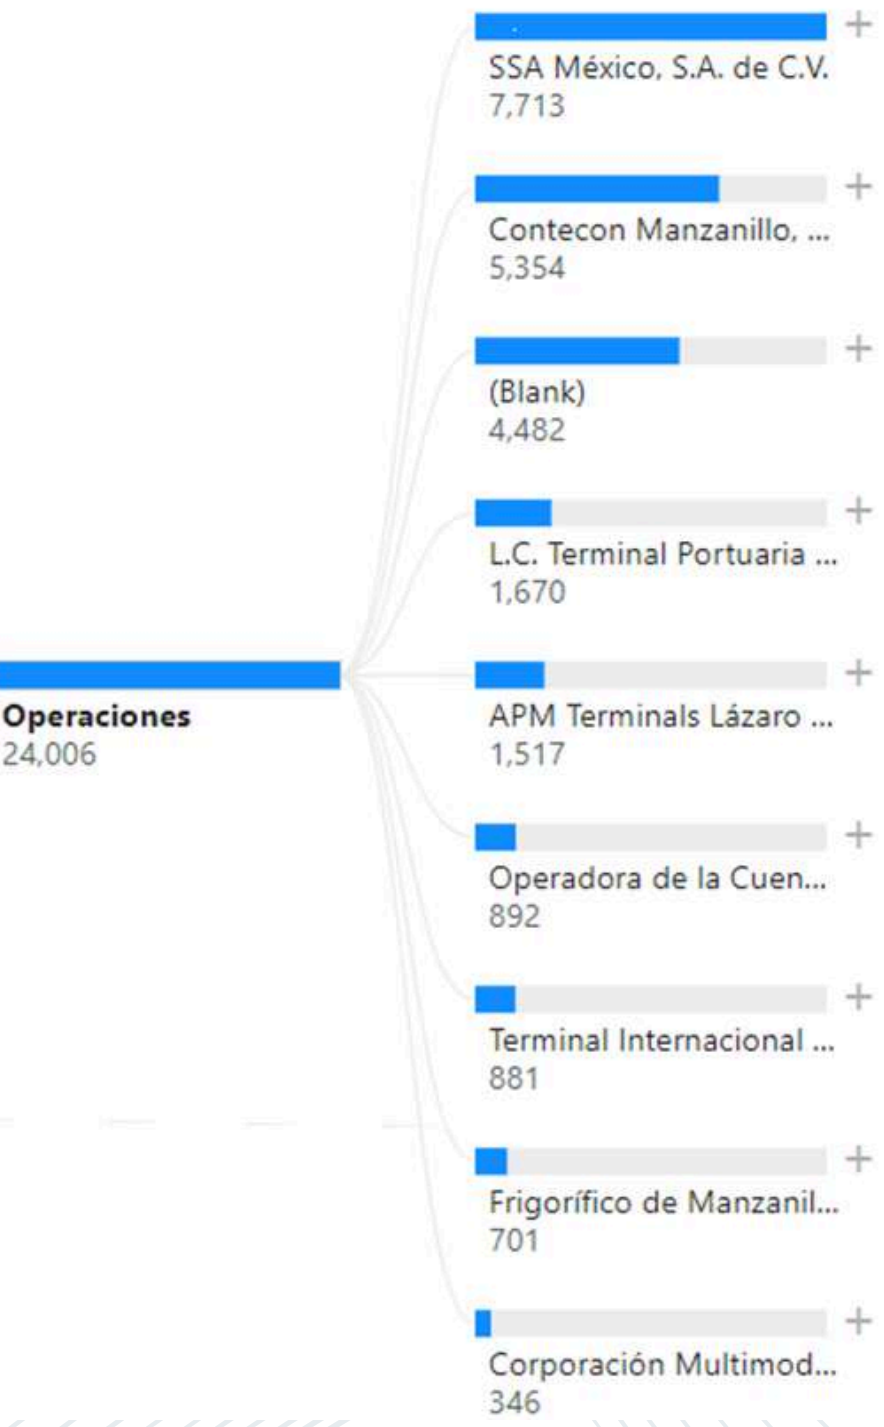 SSA México, S.A. de C.V.
7,713
Contecon Manzanillo, ...
5,354
(Blank)
4,482
L.C. Terminal Portuaria ...
1,670
Operaciones
24,006
APM Terminals Lázaro ...
1,517
Operadora de la Cuen...
892
Terminal Internacional ...
881
Frigorífico de Manzanil...
701
Corporación Multimod...
346